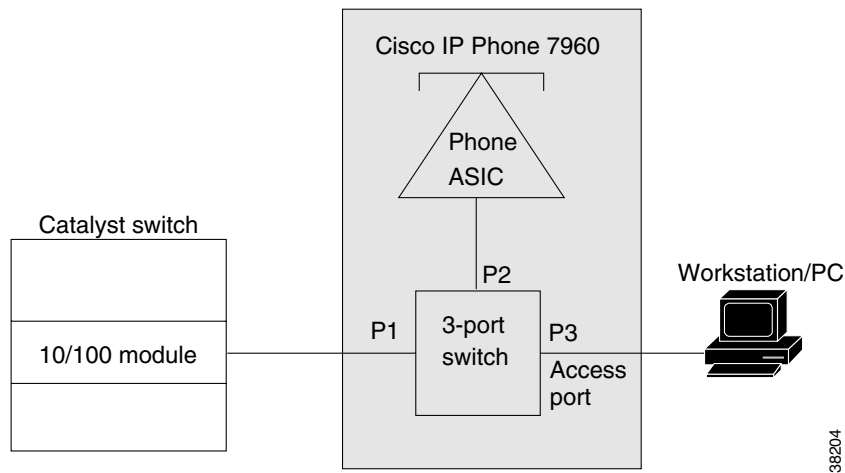 Cisco IP Phone 7960
Phone
ASIC
Catalyst switch
P2
Workstation/PC
P1
3-port
switch
P3
10/100 module
Access
port
38204